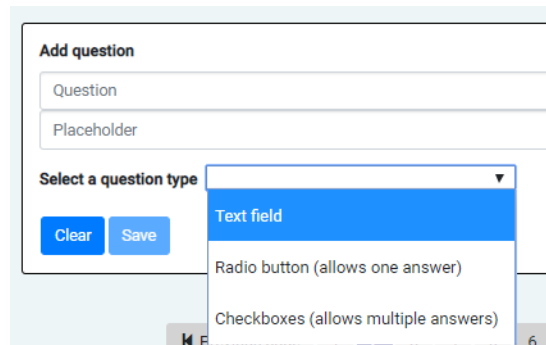 Add question
Question
Placeholder
Select a question type
Text field
Clear Save
Radio button (allows one answer)
Checkboxes (allows multiple answers)
6